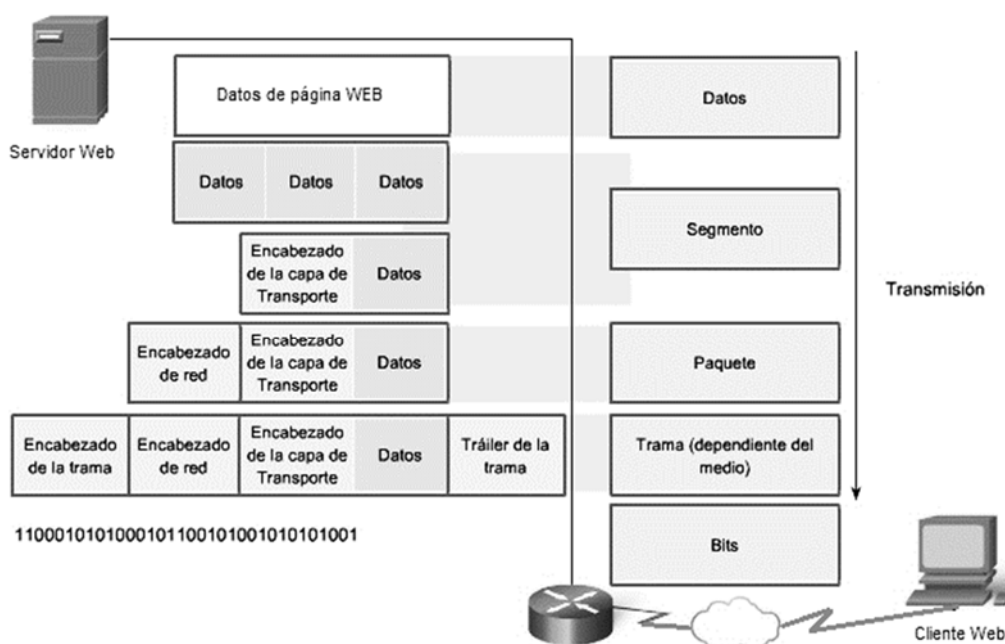 Servidor Web
Datos de página WEB
Datos
Datos Datos Datos
Segmento
Encabezado
de la capa de
Transporte
Datos
Transmisión
Encabezado
de red
Encabezado
de la capa de
Transporte
Datos
Paquete
Encabezado
de la trama
Encabezado
de red
Encabezado
de la capa de
Transporte
Datos
Tráiler de la
trama
Trama (dependiente del
medio)
1100010101000101100101001010101001
Bits
Cliente Web